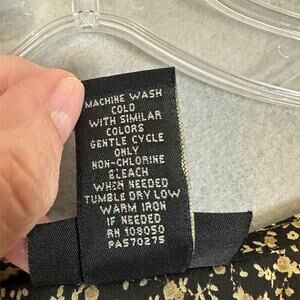 MACHINE WASH
COLD
WITH SIMILAR
COLORS
GENTLE CYCLE
ONLY
NON-CHLORINE
BLEACH
WHEN NEEDED
TUMBLE DRY LOW
WARM IRON
IF NEEDED
RN 108050
PA570275